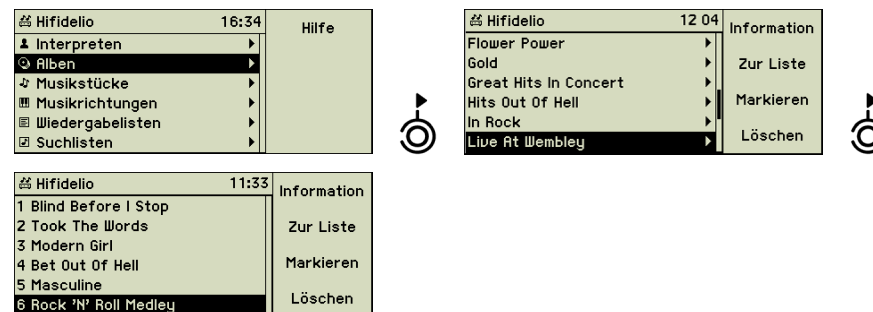 Hifidelio 16:34
Hilfe
Interpreten
Alben
Musikstücke
Musikrichtungen
Wiedergabelisten
Suchlisten
Hifidelio 12 04
Information
Flower Power
Gold
Zur Liste
Great Hits In Concert
Hits Out Of Hell
Markieren
In Rock
Live At Wembley
Löschen
Hifidelio 11:33
Information
1 Blind Before I Stop
2 Took The Words
Zur Liste
3 Modern Girl
4 Bet Out Of Hell
Markieren
5 Masculine
6 Rock 'N' Roll Medley
Löschen